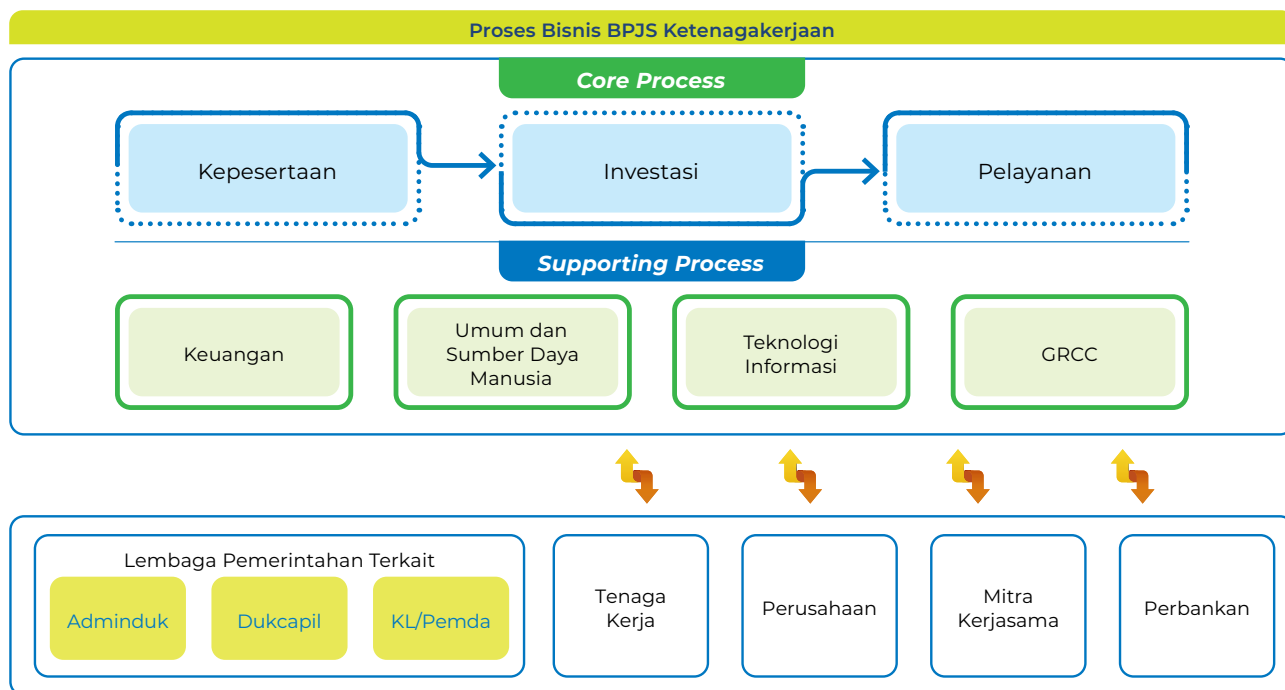 Proses Bisnis BPJS Ketenagakerjaan
Core Process
Kepesertaan
Investasi
Pelayanan
Supporting Process
Keuangan
Umum dan
Sumber Daya
Manusia
Teknologi
Informasi
GRCC
Lembaga Pemerintahan Terkait
Adminduk
Dukcapil
KL/Pemda
Tenaga
Kerja
Perusahaan
Mitra
Kerjasama
Perbankan